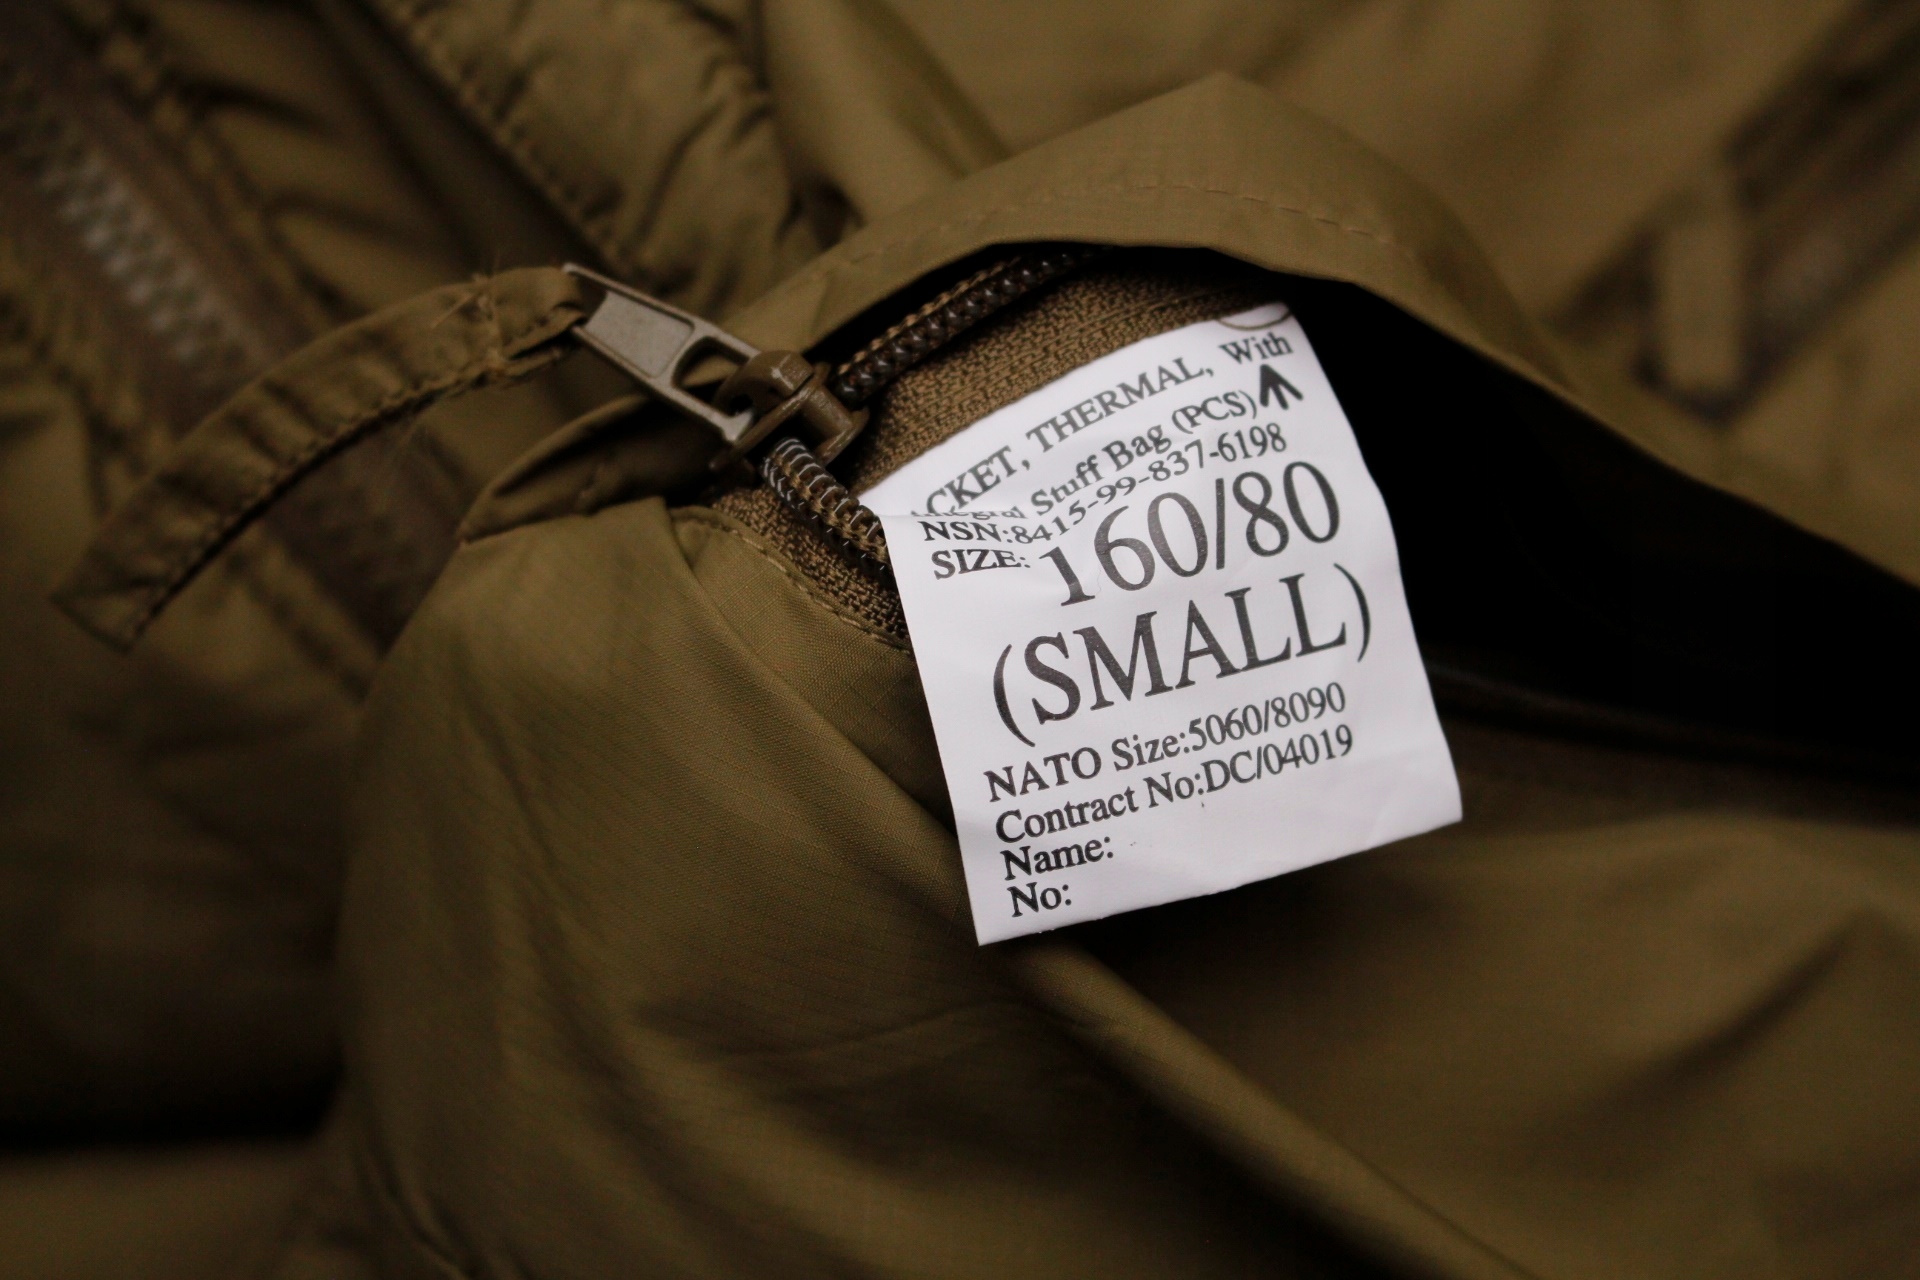 CKET, THERMAL, With
Integral Stuff Bag (PCS)
NSN:8415-99-837-6198
SIZE: 160/80
(SMALL)
NATO Size:5060/8090
Contract No:DC/04019
Name:
No: